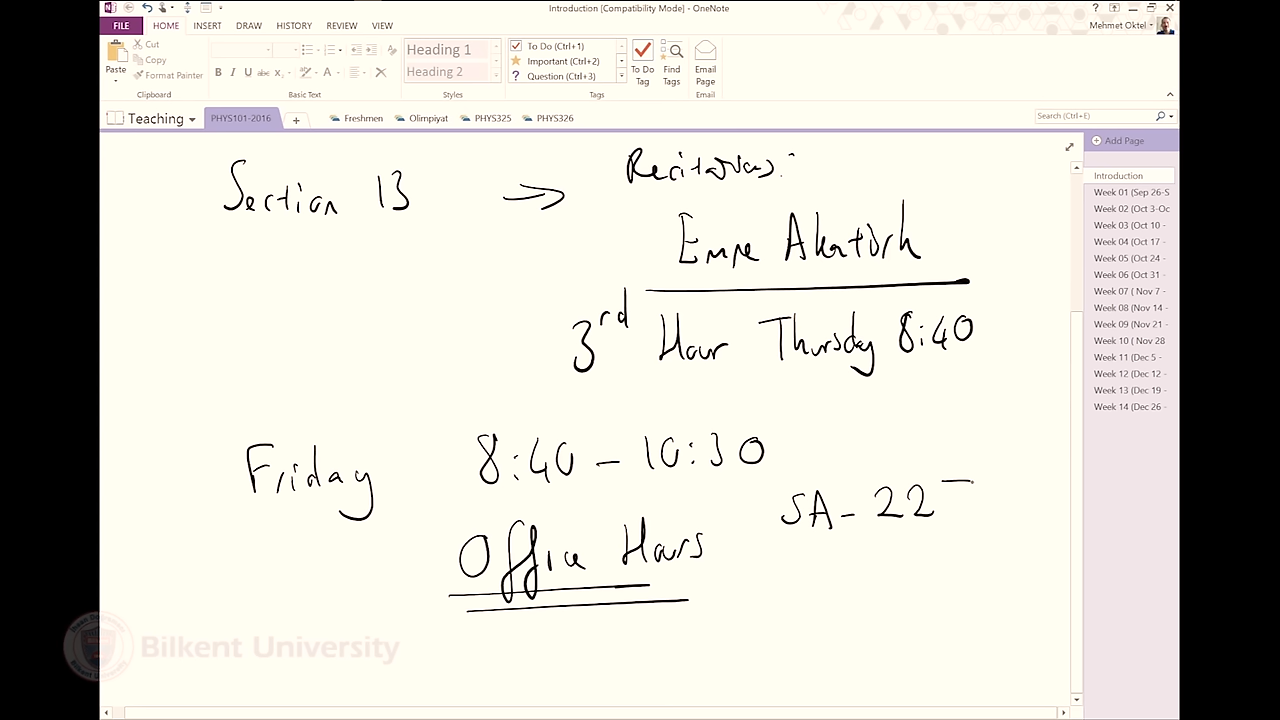 Introduction [Compatibility Mode] - OneNote
FILE HOME INSERT DRAW HISTORY REVIEW VIEW
Mehmet Oktel
Paste
Cut
Copy
Format Painter
Clipboard
B I U abc
Basic Text
Heading 1
Heading 2
Styles
To Do (Ctrl+1)
Important (Ctrl+2)
Question (Ctrl+3)
Tags
To Do Tag
Find Tags
Email Page
Email
Teaching PHYS101-2016 Freshmen Olimpiyat PHYS325 PHYS326
Search (Ctrl+E)
Add Page
Introduction
Week 01 (Sep 26-S
Week 02 (Oct 3-Oc
Week 03 (Oct 10 -
Week 04 (Oct 17 -
Week 05 (Oct 24 -
Week 06 (Oct 31 -
Week 07 ( Nov 7 -
Week 08 (Nov 14 -
Week 09 (Nov 21 -
Week 10 ( Nov 28
Week 11 (Dec 5 -
Week 12 (Dec 12 -
Week 13 (Dec 19 -
Week 14 (Dec 26 -
Section 13 ⇒ Recitations:
Emre Akatürk
3rd Hour Thursday 8:40
Friday 8:40 – 10:30
SA - 22
Office Hours
Bilkent University